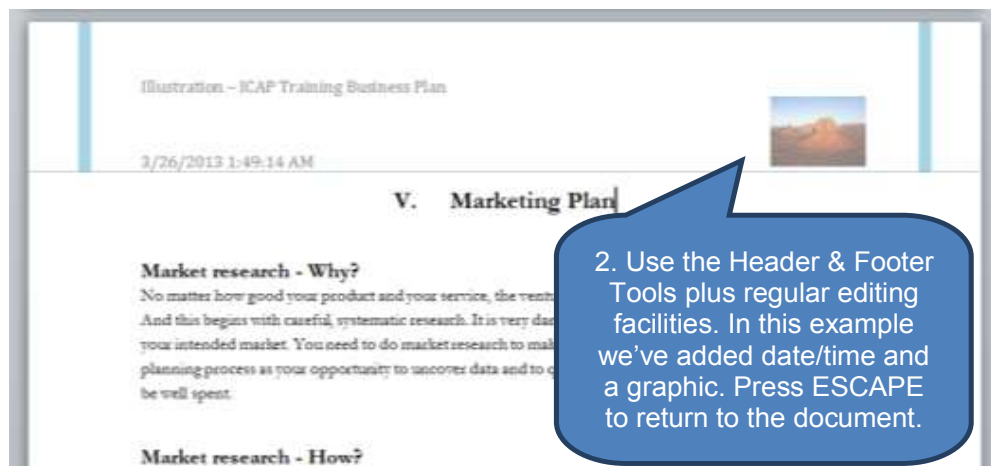 Illustration – ICAP Training Business Plan
3/26/2013 1:49:14 AM
V. Marketing Plan
Market research - Why?
No matter how good your product and your service, the vent
And this begins with careful, systematic research. It is very da
your intended market. You need to do market research to mak
planning process as your opportunity to uncover data and to q
be well spent.
Market research - How?
2. Use the Header & Footer
Tools plus regular editing
facilities. In this example
we've added date/time and
a graphic. Press ESCAPE
to return to the document.